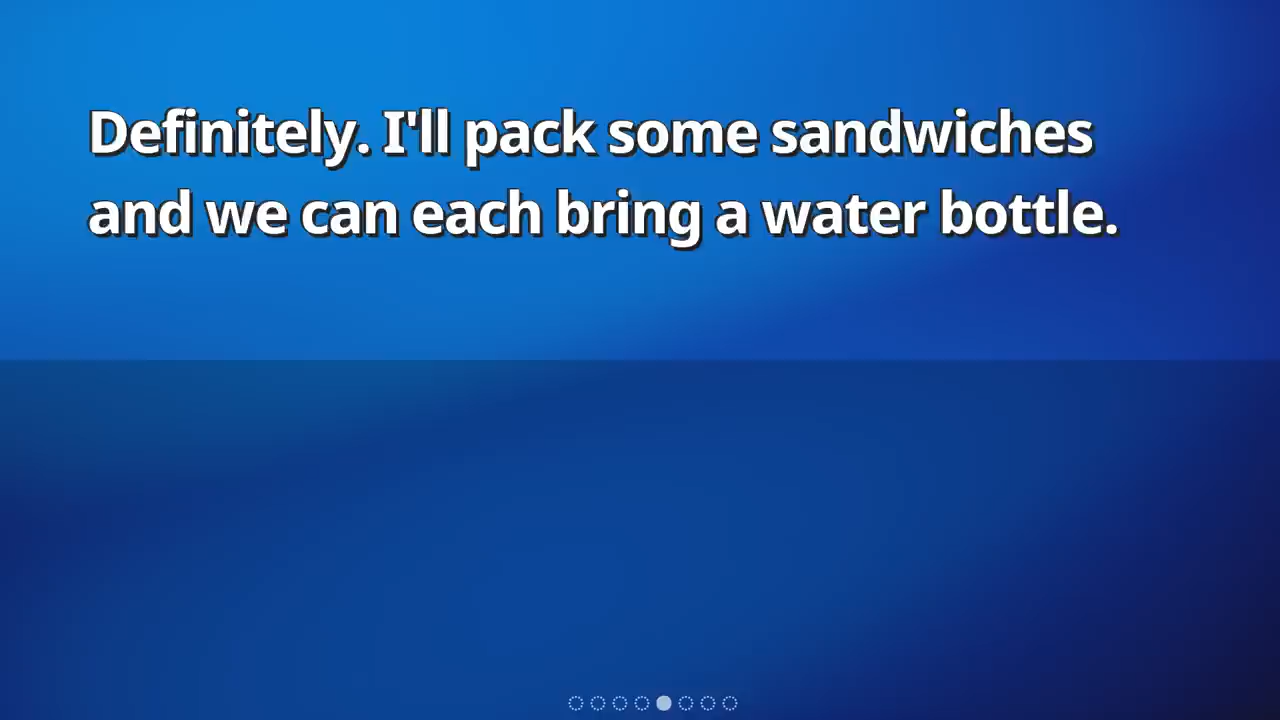 Definitely. I'll pack some sandwiches
and we can each bring a water bottle.